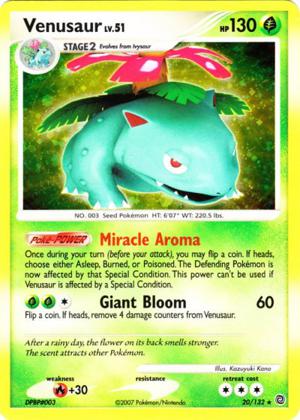 Venusaur LV.51
HP 130
STAGE 2 Evolves from Ivysaur
NO. 003 Seed Pokémon HT: 6'07" WT: 220.5 lbs.
Poké-POWER Miracle Aroma
Once during your turn (before your attack), you may flip a coin. If heads,
choose either Asleep, Burned, or Poisoned. The Defending Pokémon
is now affected by that Special Condition. This power can't be used if
Venusaur is affected by a Special Condition.
Giant Bloom 60
Flip a coin. If heads, remove 4 damage counters from Venusaur.
After a rainy day, the flower on its back smells stronger.
The scent attracts other Pokémon.
Illus. Kazuyuki Kano
weakness resistance retreat cost
+30
DPBP#003 ©2007 Pokémon/Nintendo 20/132 ★